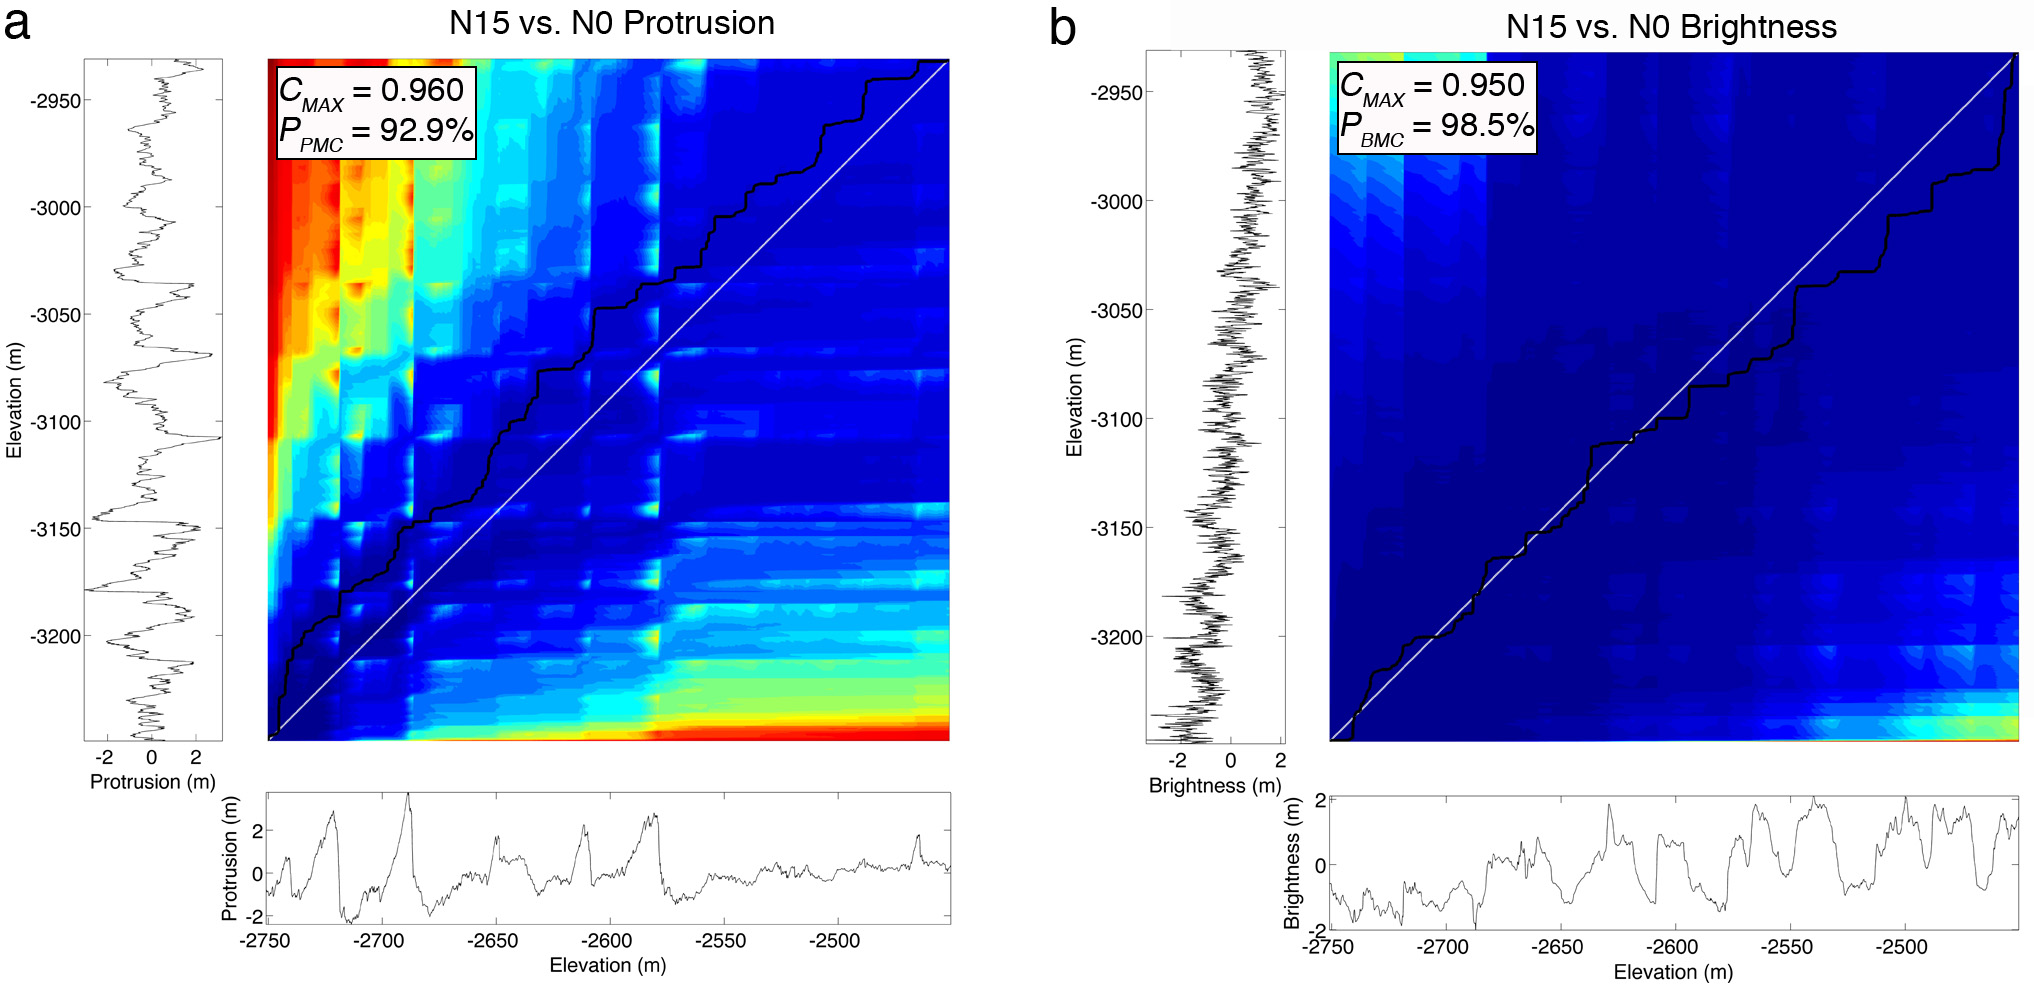 a
N15 vs. N0 Protrusion
C_MAX = 0.960
P_PMC = 92.9%
-2950
-3000
-3050
-3100
-3150
-3200
Elevation (m)
-2 0 2
Protrusion (m)
2
0
-2
Protrusion (m)
-2750 -2700 -2650 -2600 -2550 -2500
Elevation (m)
b
N15 vs. N0 Brightness
C_MAX = 0.950
P_BMC = 98.5%
-2950
-3000
-3050
-3100
-3150
-3200
Elevation (m)
-2 0 2
Brightness (m)
2
0
-2
Brightness (m)
-2750 -2700 -2650 -2600 -2550 -2500
Elevation (m)